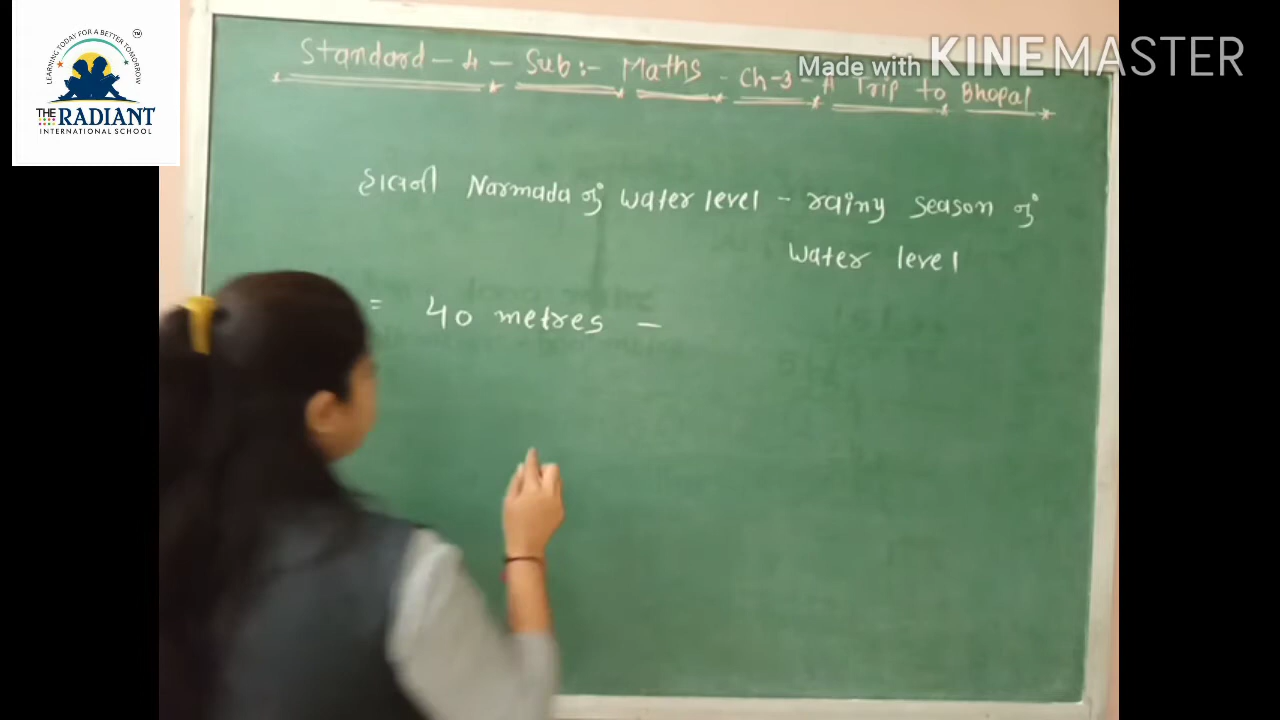 LEARNING TODAY FOR A BETTER TOMORROW
TM
THE RADIANT
INTERNATIONAL SCHOOL
Made with KINEMASTER
Standard - 4 - Sub:- Maths - Ch-3 - A Trip to Bhopal
હાલની Narmada નું water level - rainy season નું
water level
= 40 metres -